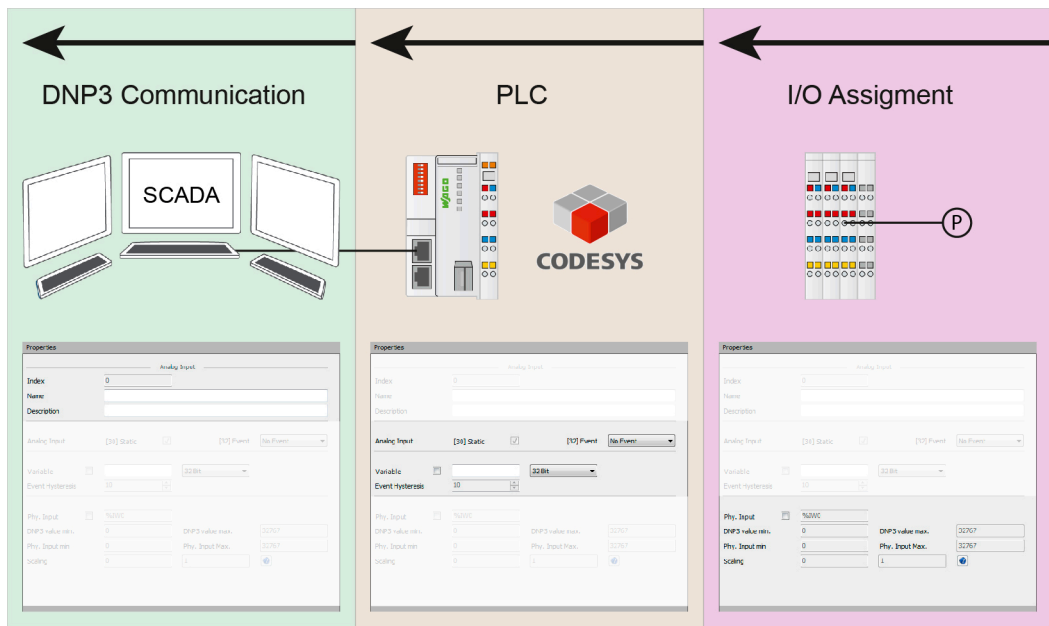 DNP3 Communication
PLC
I/O Assigment
SCADA
WAGO
CODESYS
P
Properties
Analog Input
Index 0
Name
Description
Analog Input [30] Static [32] Event No Event
Variable 32 Bit
Event Hysteresis 10
Phy. Input
DNP3 value min. 0 DNP3 value max. 32767
Phy. Input min 0 Phy. Input Max. 32767
Scaling 0 1
Properties
Analog Input
Index 0
Name
Description
Analog Input [30] Static [32] Event No Event
Variable 32 Bit
Event Hysteresis 10
Phy. Input
DNP3 value min. 0 DNP3 value max. 32767
Phy. Input min 0 Phy. Input Max. 32767
Scaling 0 1
Properties
Analog Input
Index 0
Name
Description
Analog Input [30] Static [32] Event No Event
Variable 32 Bit
Event Hysteresis 10
Phy. Input
DNP3 value min. 0 DNP3 value max. 32767
Phy. Input min 0 Phy. Input Max. 32767
Scaling 0 1